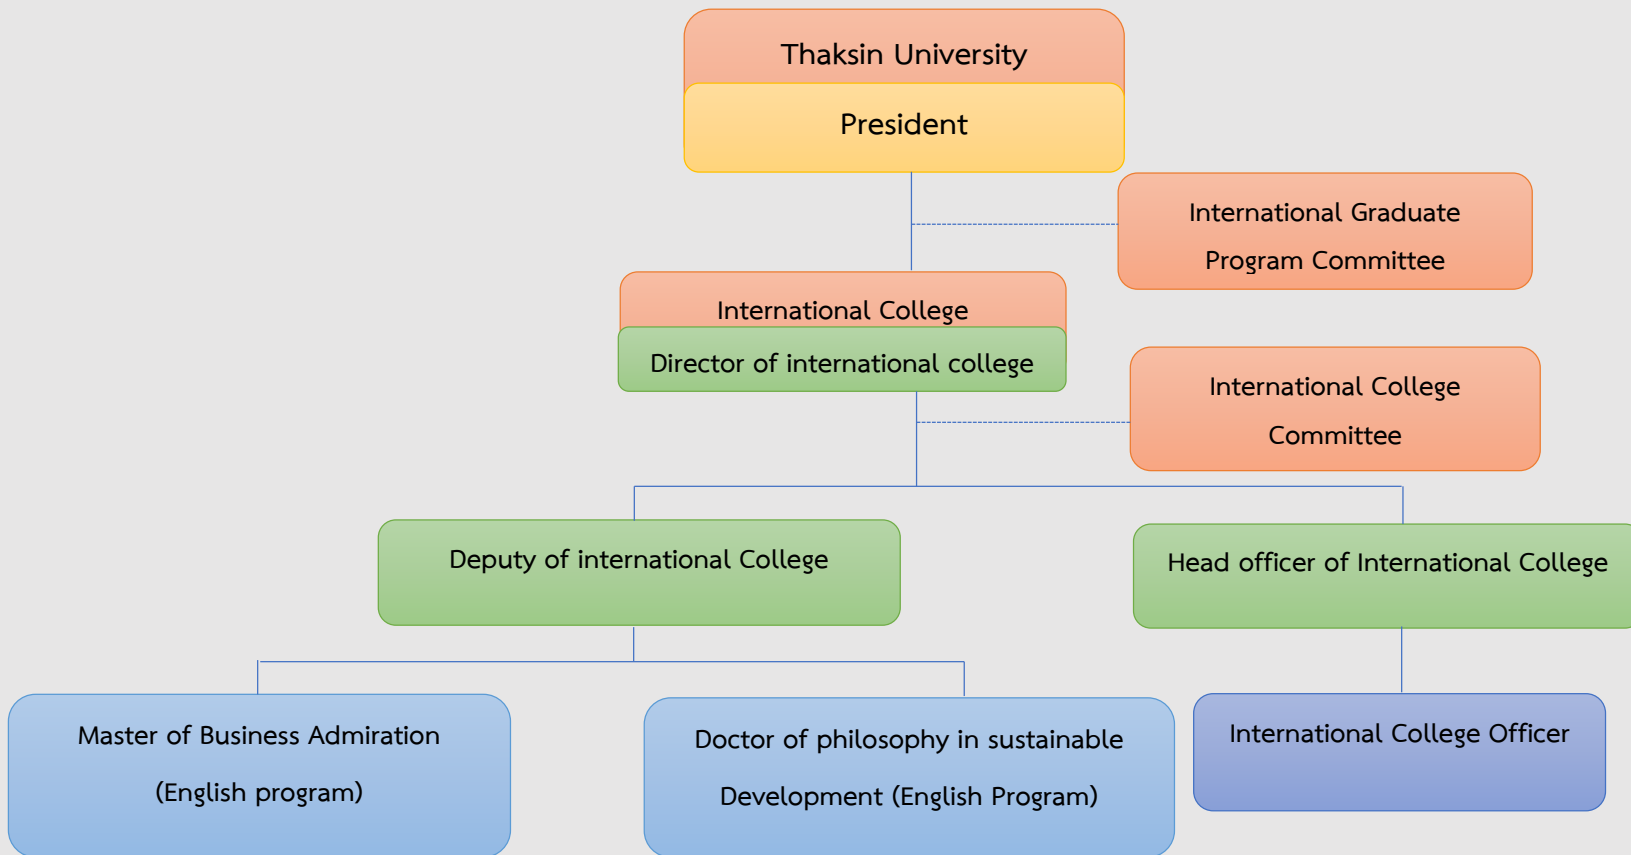 Thaksin University
President
International Graduate
Program Committee
International College
Director of international college
International College
Committee
Deputy of international College
Head officer of International College
Master of Business Admiration
(English program)
Doctor of philosophy in sustainable
Development (English Program)
International College Officer